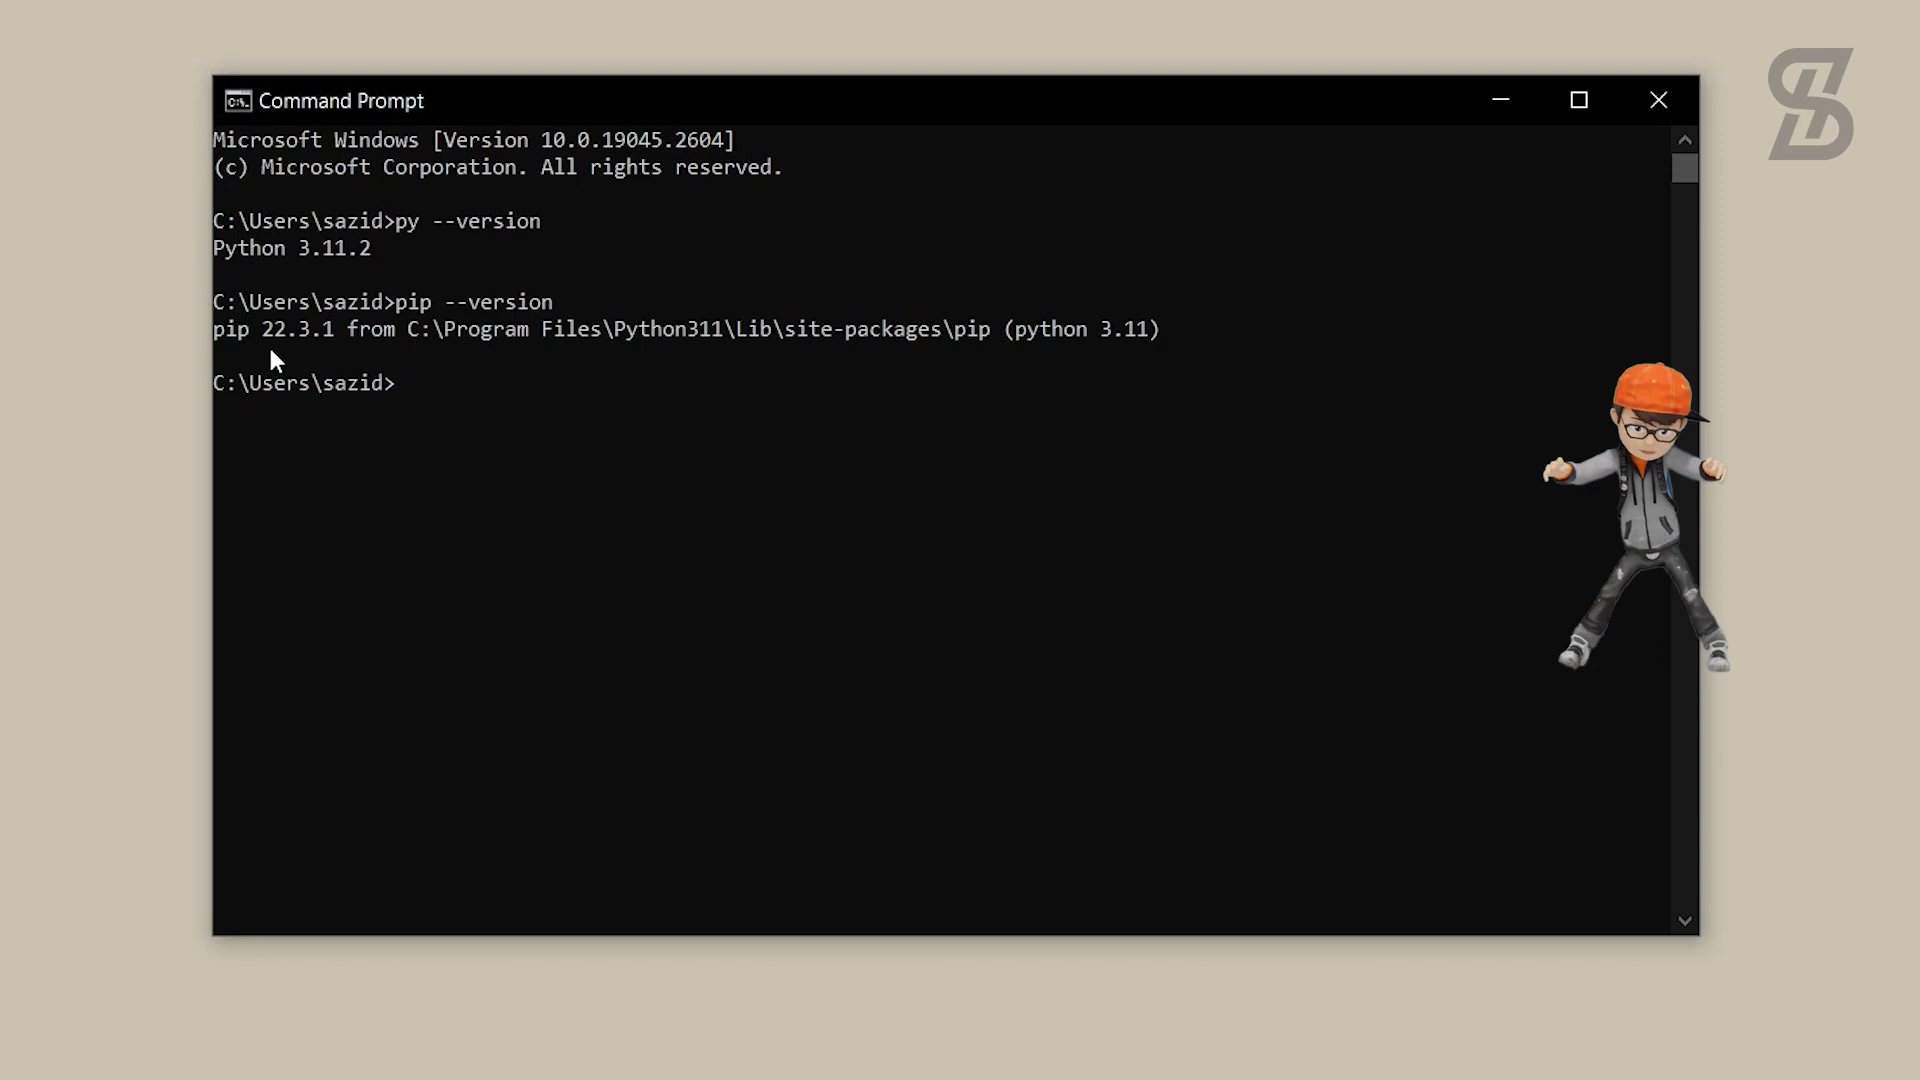 Command Prompt
Microsoft Windows [Version 10.0.19045.2604]
(c) Microsoft Corporation. All rights reserved.
C:\Users\sazid>py --version
Python 3.11.2
C:\Users\sazid>pip --version
pip 22.3.1 from C:\Program Files\Python311\Lib\site-packages\pip (python 3.11)
C:\Users\sazid>